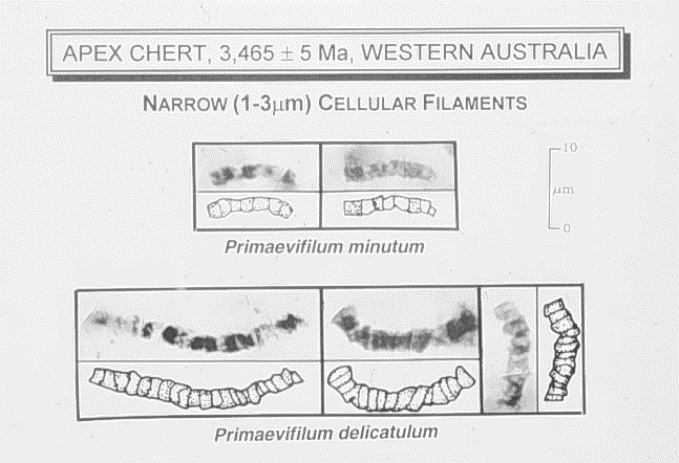 APEX CHERT, 3,465 ± 5 Ma, WESTERN AUSTRALIA
NARROW (1-3μm) CELLULAR FILAMENTS
10
μm
0
Primaevifilum minutum
Primaevifilum delicatulum